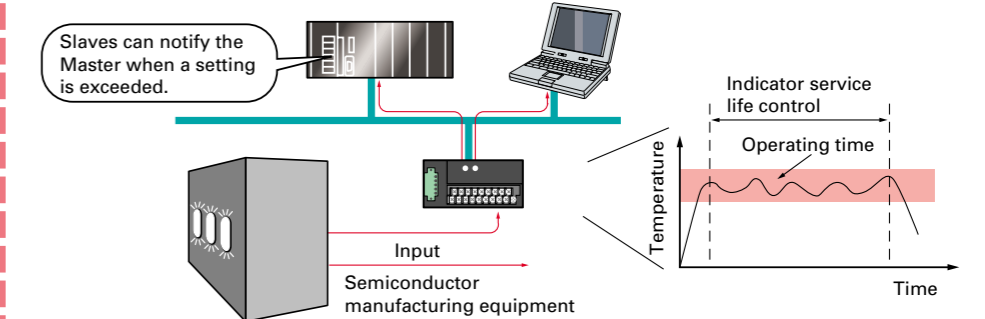 Slaves can notify the
Master when a setting
is exceeded.
Indicator service
life control
Operating time
Temperature
Time
Input
Semiconductor
manufacturing equipment